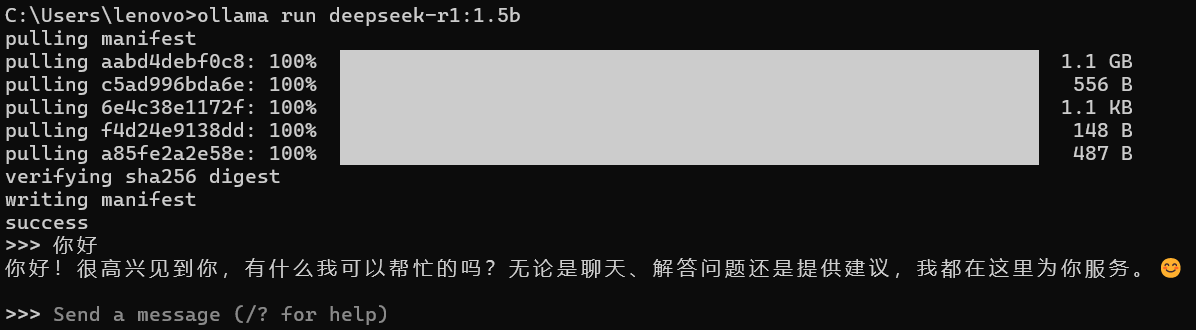 C:\Users\lenovo>ollama run deepseek-r1:1.5b
pulling manifest
pulling aabd4debf0c8: 100% 1.1 GB
pulling c5ad996bda6e: 100% 556 B
pulling 6e4c38e1172f: 100% 1.1 KB
pulling f4d24e9138dd: 100% 148 B
pulling a85fe2a2e58e: 100% 487 B
verifying sha256 digest
writing manifest
success
>>> 你好
你好！很高兴见到你，有什么我可以帮忙的吗？无论是聊天、解答问题还是提供建议，我都在这里为你服务。😊
>>> Send a message (/? for help)